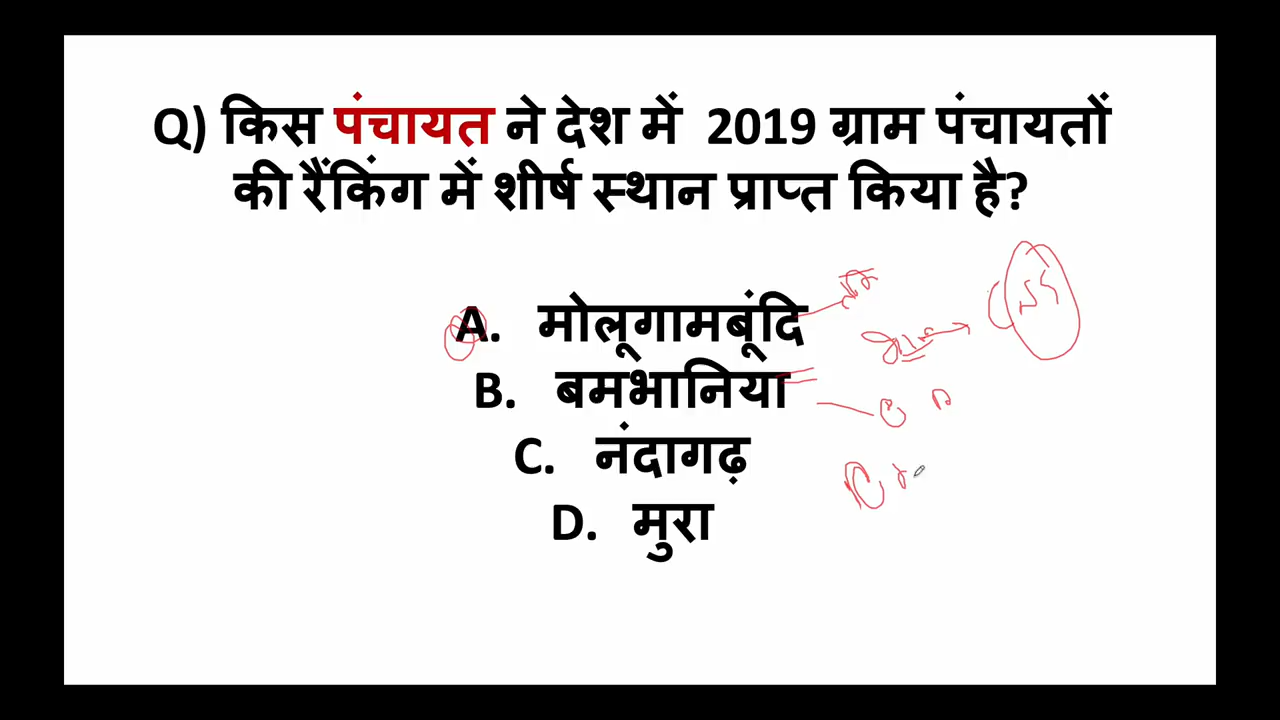 Q) किस पंचायत ने देश में 2019 ग्राम पंचायतों
की रैंकिंग में शीर्ष स्थान प्राप्त किया है?
A. मोलूगामबूंदि
B. बमभानिया
C. नंदागढ़
D. मुरा